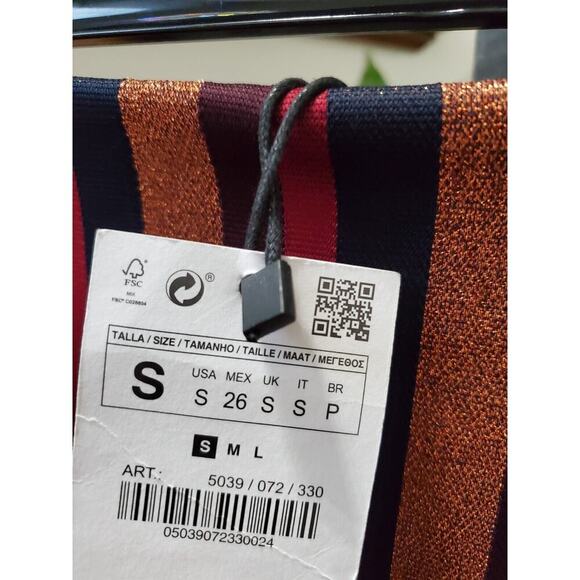 FSC
MIX
FSC® C028804
®
TALLA / SIZE / TAMANHO / TAILLE / MAAT / ΜΕΓΕΘΟΣ
S
USA MEX UK IT BR
S 26 S S P
S M L
ART.: 5039 / 072 / 330
05039072330024